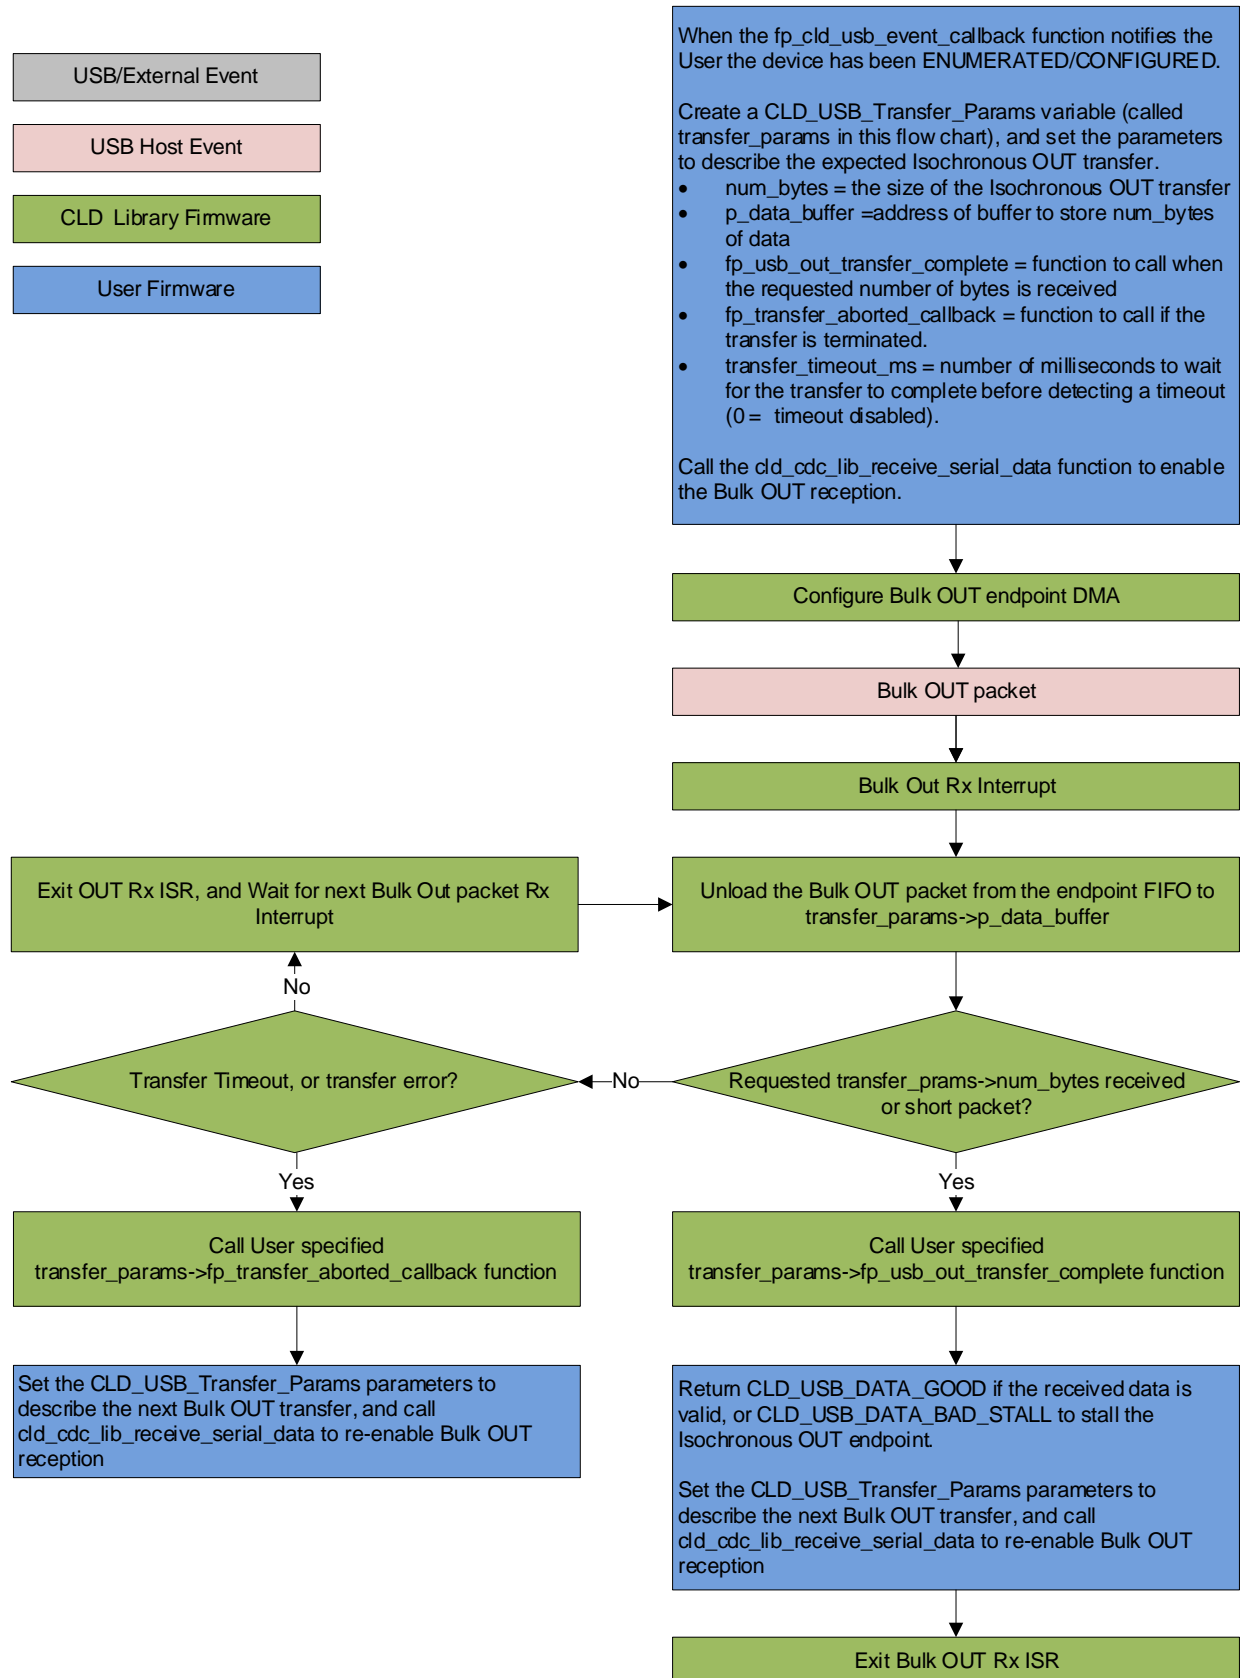 USB/External Event
USB Host Event
CLD  Library Firmware
User Firmware
When the fp_cld_usb_event_callback function notifies the
User the device has been ENUMERATED/CONFIGURED.
Create a CLD_USB_Transfer_Params variable (called
transfer_params in this flow chart), and set the parameters
to describe the expected Isochronous OUT transfer.
• num_bytes = the size of the Isochronous OUT transfer
• p_data_buffer =address of buffer to store num_bytes
of data
• fp_usb_out_transfer_complete = function to call when
the requested number of bytes is received
• fp_transfer_aborted_callback = function to call if the
transfer is terminated.
• transfer_timeout_ms = number of milliseconds to wait
for the transfer to complete before detecting a timeout
(0 =  timeout disabled).
Call the cld_cdc_lib_receive_serial_data function to enable
the Bulk OUT reception.
Configure Bulk OUT endpoint DMA
Bulk OUT packet
Bulk Out Rx Interrupt
Exit OUT Rx ISR, and Wait for next Bulk Out packet Rx
Interrupt
Unload the Bulk OUT packet from the endpoint FIFO to
transfer_params->p_data_buffer
No
Transfer Timeout, or transfer error?
No
Requested transfer_prams->num_bytes received
or short packet?
Yes
Yes
Call User specified
transfer_params->fp_transfer_aborted_callback function
Call User specified
transfer_params->fp_usb_out_transfer_complete function
Set the CLD_USB_Transfer_Params parameters to
describe the next Bulk OUT transfer, and call
cld_cdc_lib_receive_serial_data to re-enable Bulk OUT
reception
Return CLD_USB_DATA_GOOD if the received data is
valid, or CLD_USB_DATA_BAD_STALL to stall the
Isochronous OUT endpoint.
Set the CLD_USB_Transfer_Params parameters to
describe the next Bulk OUT transfer, and call
cld_cdc_lib_receive_serial_data to re-enable Bulk OUT
reception
Exit Bulk OUT Rx ISR